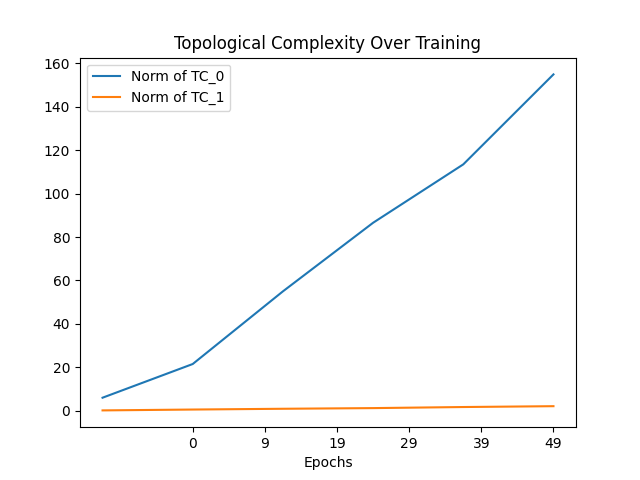 Topological Complexity Over Training
Norm of TC_0
Norm of TC_1
160
140
120
100
80
60
40
20
0
0 9 19 29 39 49
Epochs